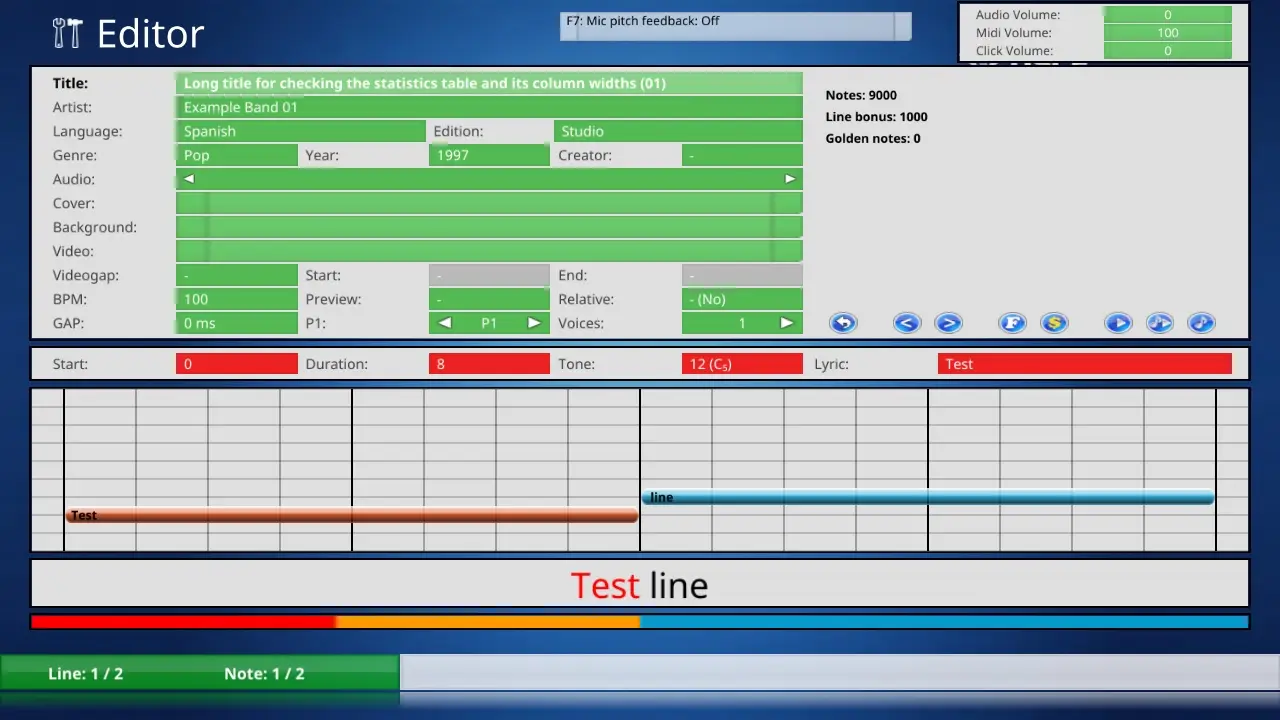 Editor
F7: Mic pitch feedback: Off
Audio Volume: 0
Midi Volume: 100
Click Volume: 0
Title: Long title for checking the statistics table and its column widths (01)
Artist: Example Band 01
Language: Spanish Edition: Studio
Genre: Pop Year: 1997 Creator: -
Audio:
Cover:
Background:
Video:
Videogap: - Start: - End: -
BPM: 100 Preview: - Relative: - (No)
GAP: 0 ms P1: P1 Voices: 1
Notes: 9000
Line bonus: 1000
Golden notes: 0
F $
Start: 0 Duration: 8 Tone: 12 (C₅) Lyric: Test
line
Test
Test line
Line: 1 / 2 Note: 1 / 2